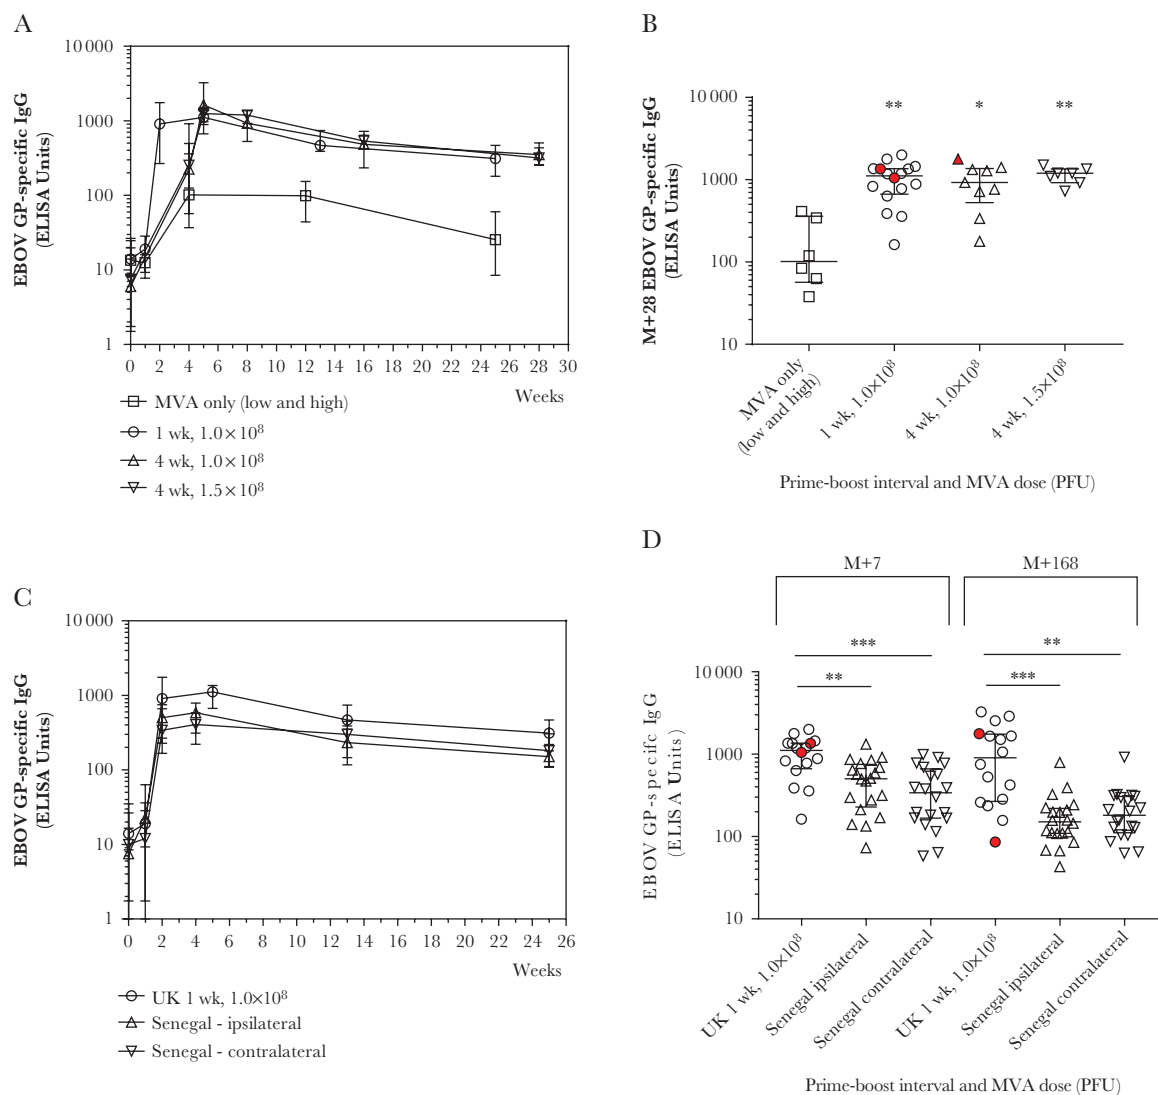 A
EBOV GP-specific IgG
(ELISA Units)
10 000
1000
100
10
1
0 2 4 6 8 10 12 14 16 18 20 22 24 26 28 30
Weeks
MVA only (low and high)
1 wk, 1.0×10⁸
4 wk, 1.0×10⁸
4 wk, 1.5×10⁸
B
M+28 EBOV GP-specific IgG
(ELISA Units)
10 000
1000
100
10
** * **
MVA only
(low and high)
1 wk, 1.0×10⁸
4 wk, 1.0×10⁸
4 wk, 1.5×10⁸
Prime-boost interval and MVA dose (PFU)
C
EBOV GP-specific IgG
(ELISA Units)
10 000
1000
100
10
1
0 2 4 6 8 10 12 14 16 18 20 22 24 26
Weeks
UK 1 wk, 1.0×10⁸
Senegal - ipsilateral
Senegal - contralateral
D
M+7 M+168
*** **
** ***
EBOV GP-specifc IgG
(ELIS A Units)
10 000
1000
100
10
UK 1 wk, 1.0×10⁸
Senegal ipsilateral
Senegal contralateral
UK 1 wk, 1.0×10⁸
Senegal ipsilateral
Senegal contralateral
Prime-boost interval and MVA dose (PFU)